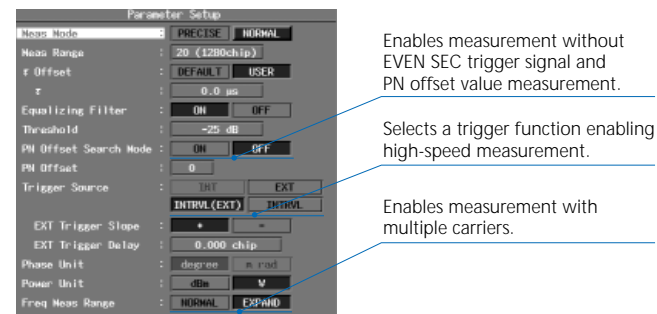 Parameter Setup
Meas Mode : PRECISE NORMAL
Meas Range : 20 (1280chip)
τ Offset : DEFAULT USER
τ : 0.0 μs
Equalizing Filter : ON OFF
Threshold : -25 dB
PN Offset Search Mode : ON OFF
PN Offset : 0
Trigger Source : INT EXT
INTRVL(EXT) INTRVL
EXT Trigger Slope : + -
EXT Trigger Delay : 0.000 chip
Phase Unit : degree m rad
Power Unit : dBm W
Freq Meas Range : NORMAL EXPAND
Enables measurement without
EVEN SEC trigger signal and
PN offset value measurement.
Selects a trigger function enabling
high-speed measurement.
Enables measurement with
multiple carriers.